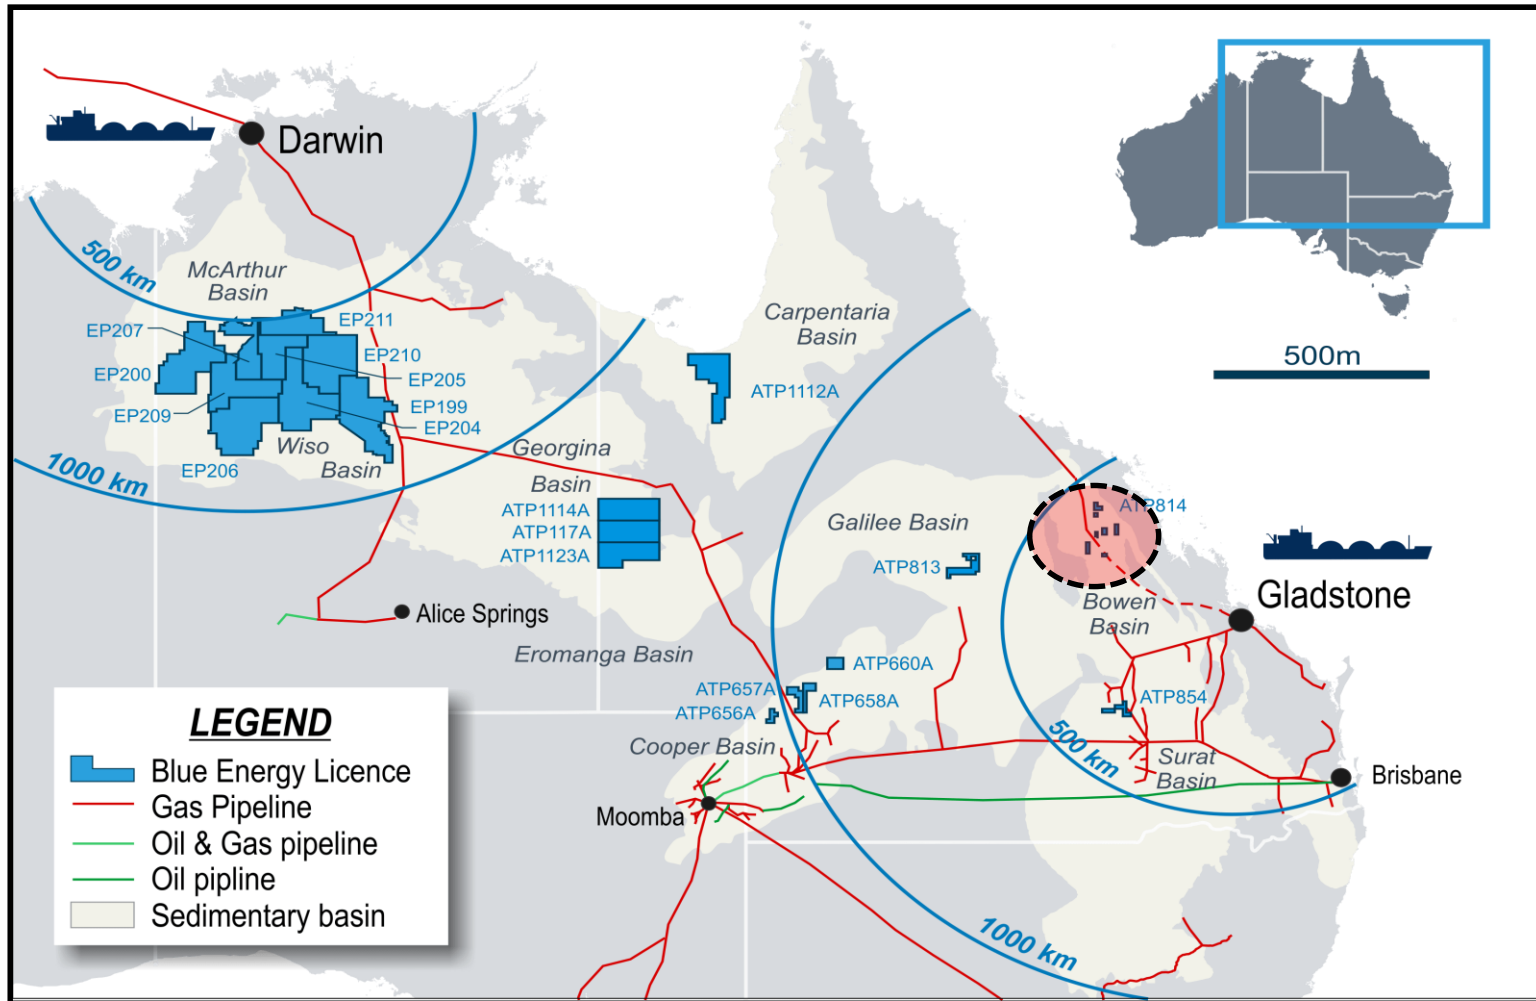 Darwin
500 km
McArthur
Basin
EP207
EP211
EP200
EP210
EP205
EP209
EP199
EP204
Wiso
Basin
EP206
1000 km
Carpentaria
Basin
ATP1112A
Georgina
Basin
ATP1114A
ATP117A
ATP1123A
500m
Galilee Basin
ATP814
ATP813
Bowen
Basin
Gladstone
Alice Springs
Eromanga Basin
ATP660A
ATP657A
ATP658A
ATP656A
ATP854
Cooper Basin
500 km
Surat
Basin
Brisbane
Moomba
1000 km
LEGEND
Blue Energy Licence
Gas Pipeline
Oil & Gas pipeline
Oil pipline
Sedimentary basin